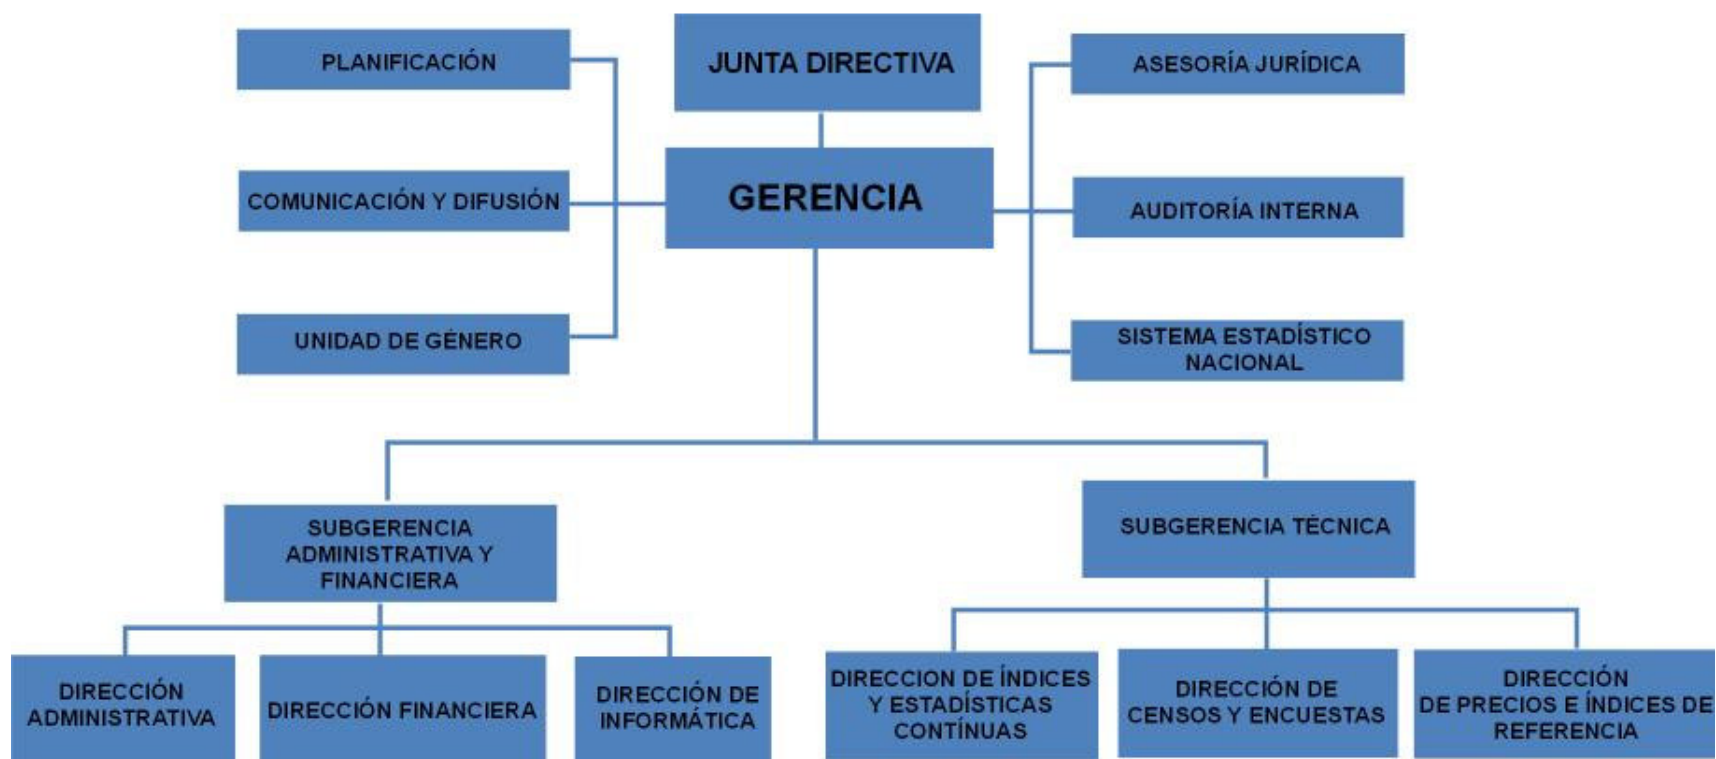 PLANIFICACIÓN
JUNTA DIRECTIVA
ASESORÍA JURÍDICA
COMUNICACIÓN Y DIFUSIÓN
GERENCIA
AUDITORÍA INTERNA
UNIDAD DE GÉNERO
SISTEMA ESTADÍSTICO
NACIONAL
SUBGERENCIA
ADMINISTRATIVA Y
FINANCIERA
SUBGERENCIA TÉCNICA
DIRECCIÓN
ADMINISTRATIVA
DIRECCIÓN FINANCIERA
DIRECCIÓN DE
INFORMÁTICA
DIRECCION DE ÍNDICES
Y ESTADÍSTICAS
CONTÍNUAS
DIRECCIÓN DE
CENSOS Y ENCUESTAS
DIRECCIÓN
DE PRECIOS E ÍNDICES DE
REFERENCIA